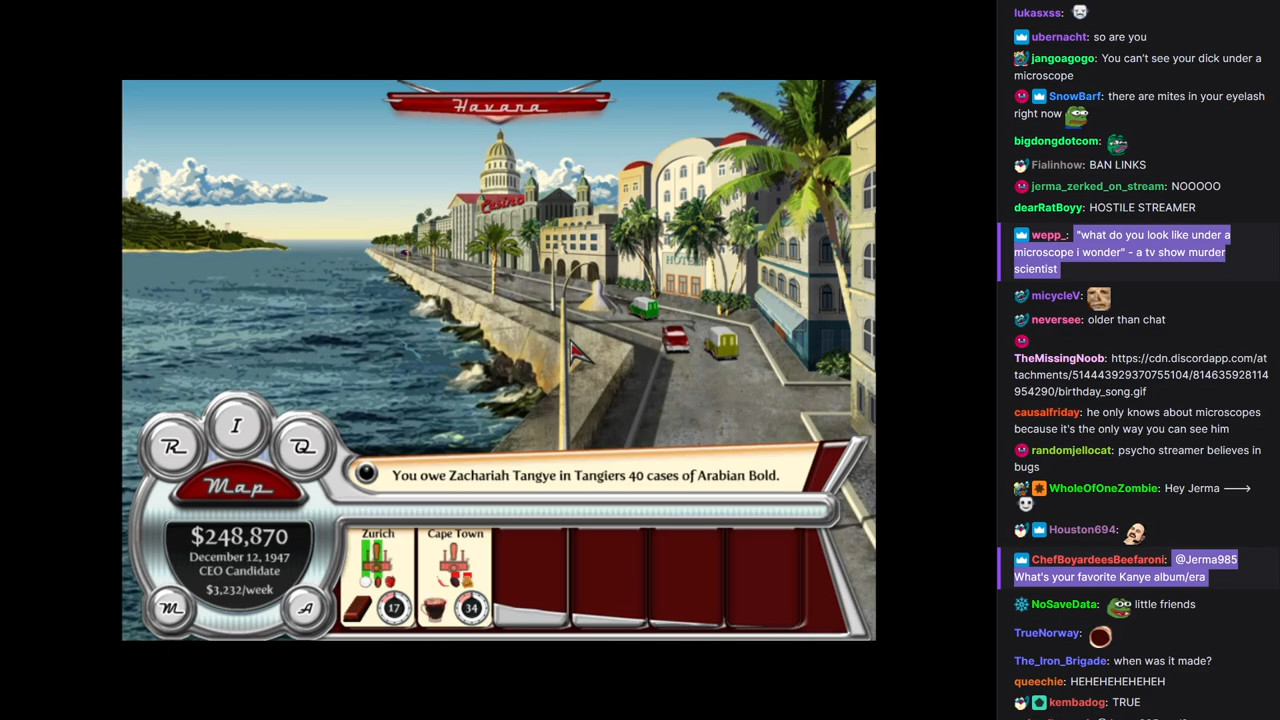 Havana
Casino
HOTEL
R
I
Q
Map
You owe Zachariah Tangye in Tangiers 40 cases of Arabian Bold.
$248,870
December 12, 1947
CEO Candidate
$3,232/week
M
A
Zurich
Cape Town
17
34
lukasxss:
ubernacht: so are you
jangoagogo: You can't see your dick under a
microscope
SnowBarf: there are mites in your eyelash
right now
bigdongdotcom:
Fialinhow: BAN LINKS
jerma_zerked_on_stream: NOOOOO
dearRatBoyy: HOSTILE STREAMER
wepp_: "what do you look like under a
microscope i wonder" - a tv show murder
scientist
micycleV:
neversee: older than chat
TheMissingNoob: https://cdn.discordapp.com/at
tachments/514443929370755104/814635928114
954290/birthday_song.gif
causalfriday: he only knows about microscopes
because it's the only way you can see him
randomjellocat: psycho streamer believes in
bugs
WholeOfOneZombie: Hey Jerma ⟶
Houston694:
ChefBoyardeesBeefaroni: @Jerma985
What's your favorite Kanye album/era
NoSaveData: little friends
TrueNorway:
The_Iron_Brigade: when was it made?
queechie: HEHEHEHEHEHEH
kembadog: TRUE